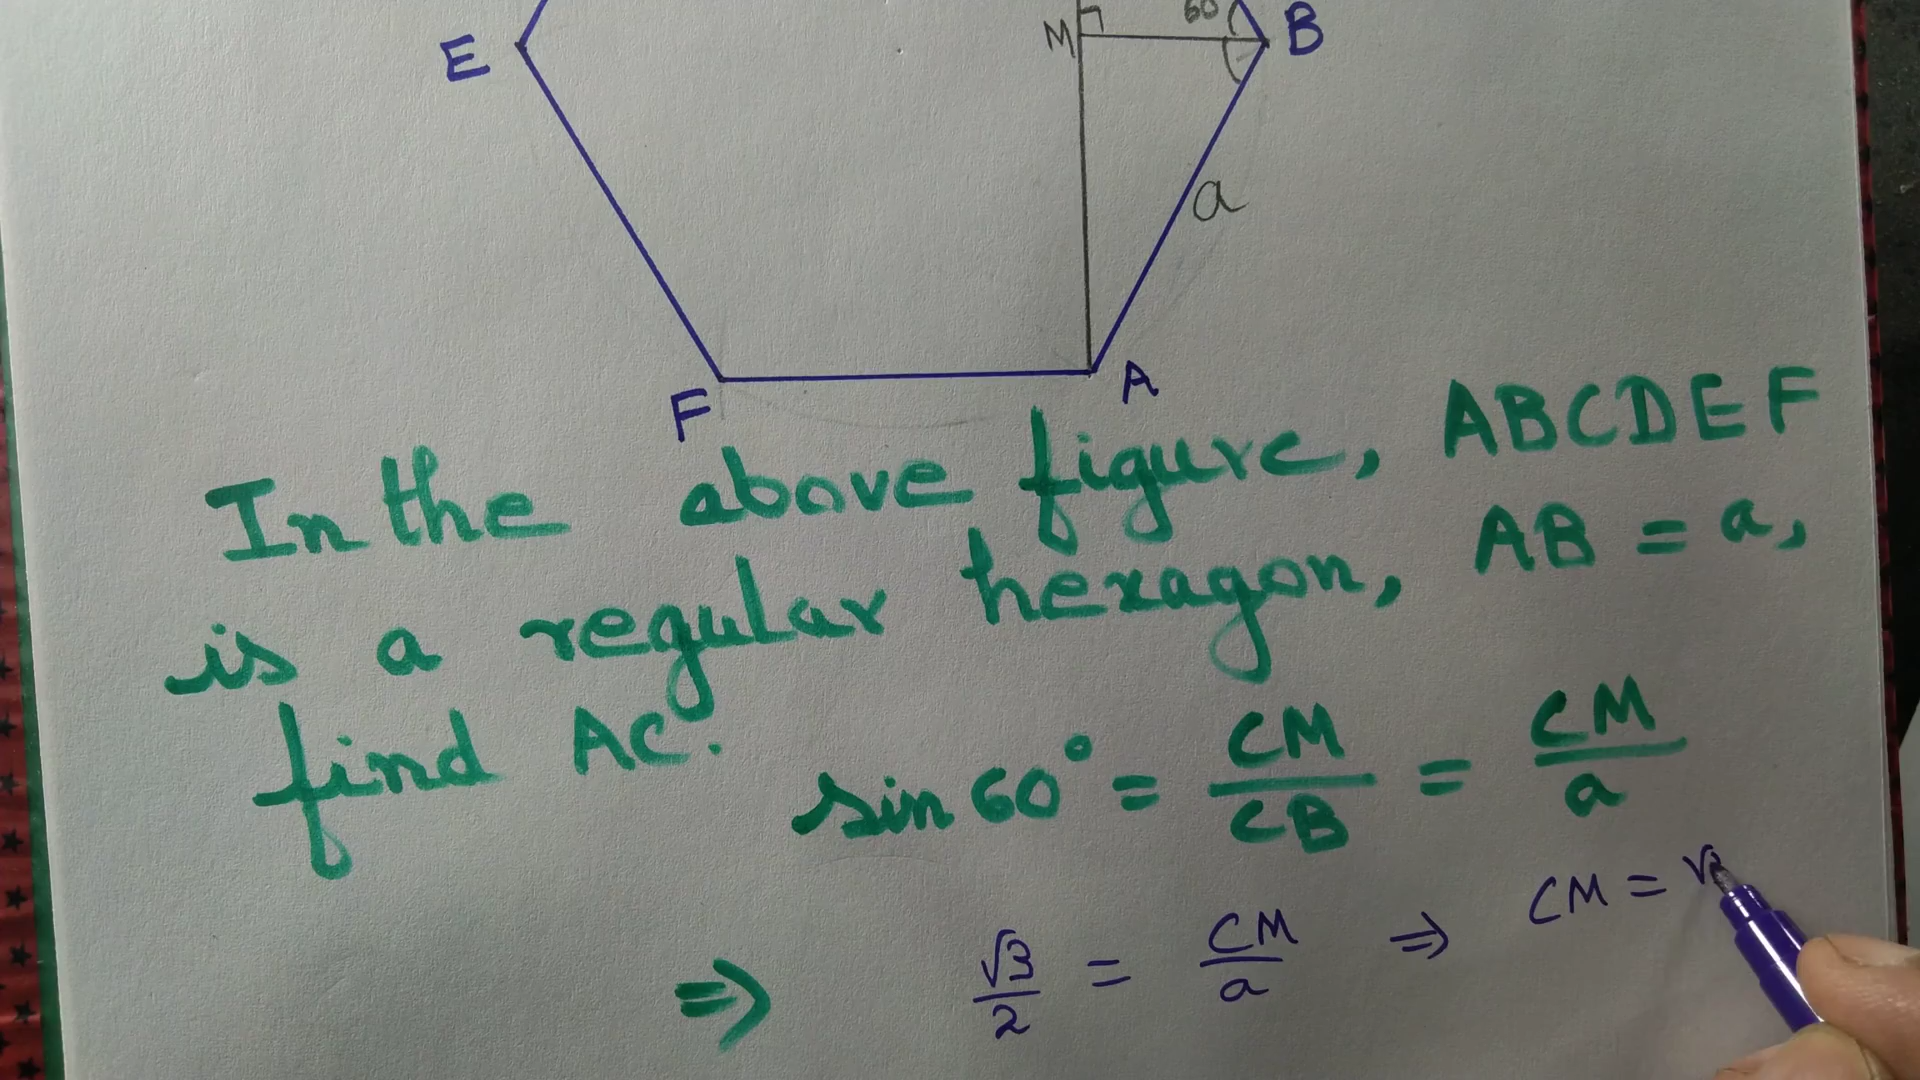 E
M
60
B
a
F
A
In the above figure, ABCDEF
is a regular hexagon, AB = a,
find AC.
sin 60° = CM/CB = CM/a
⇒ √3/2 = CM/a ⇒ CM = √3